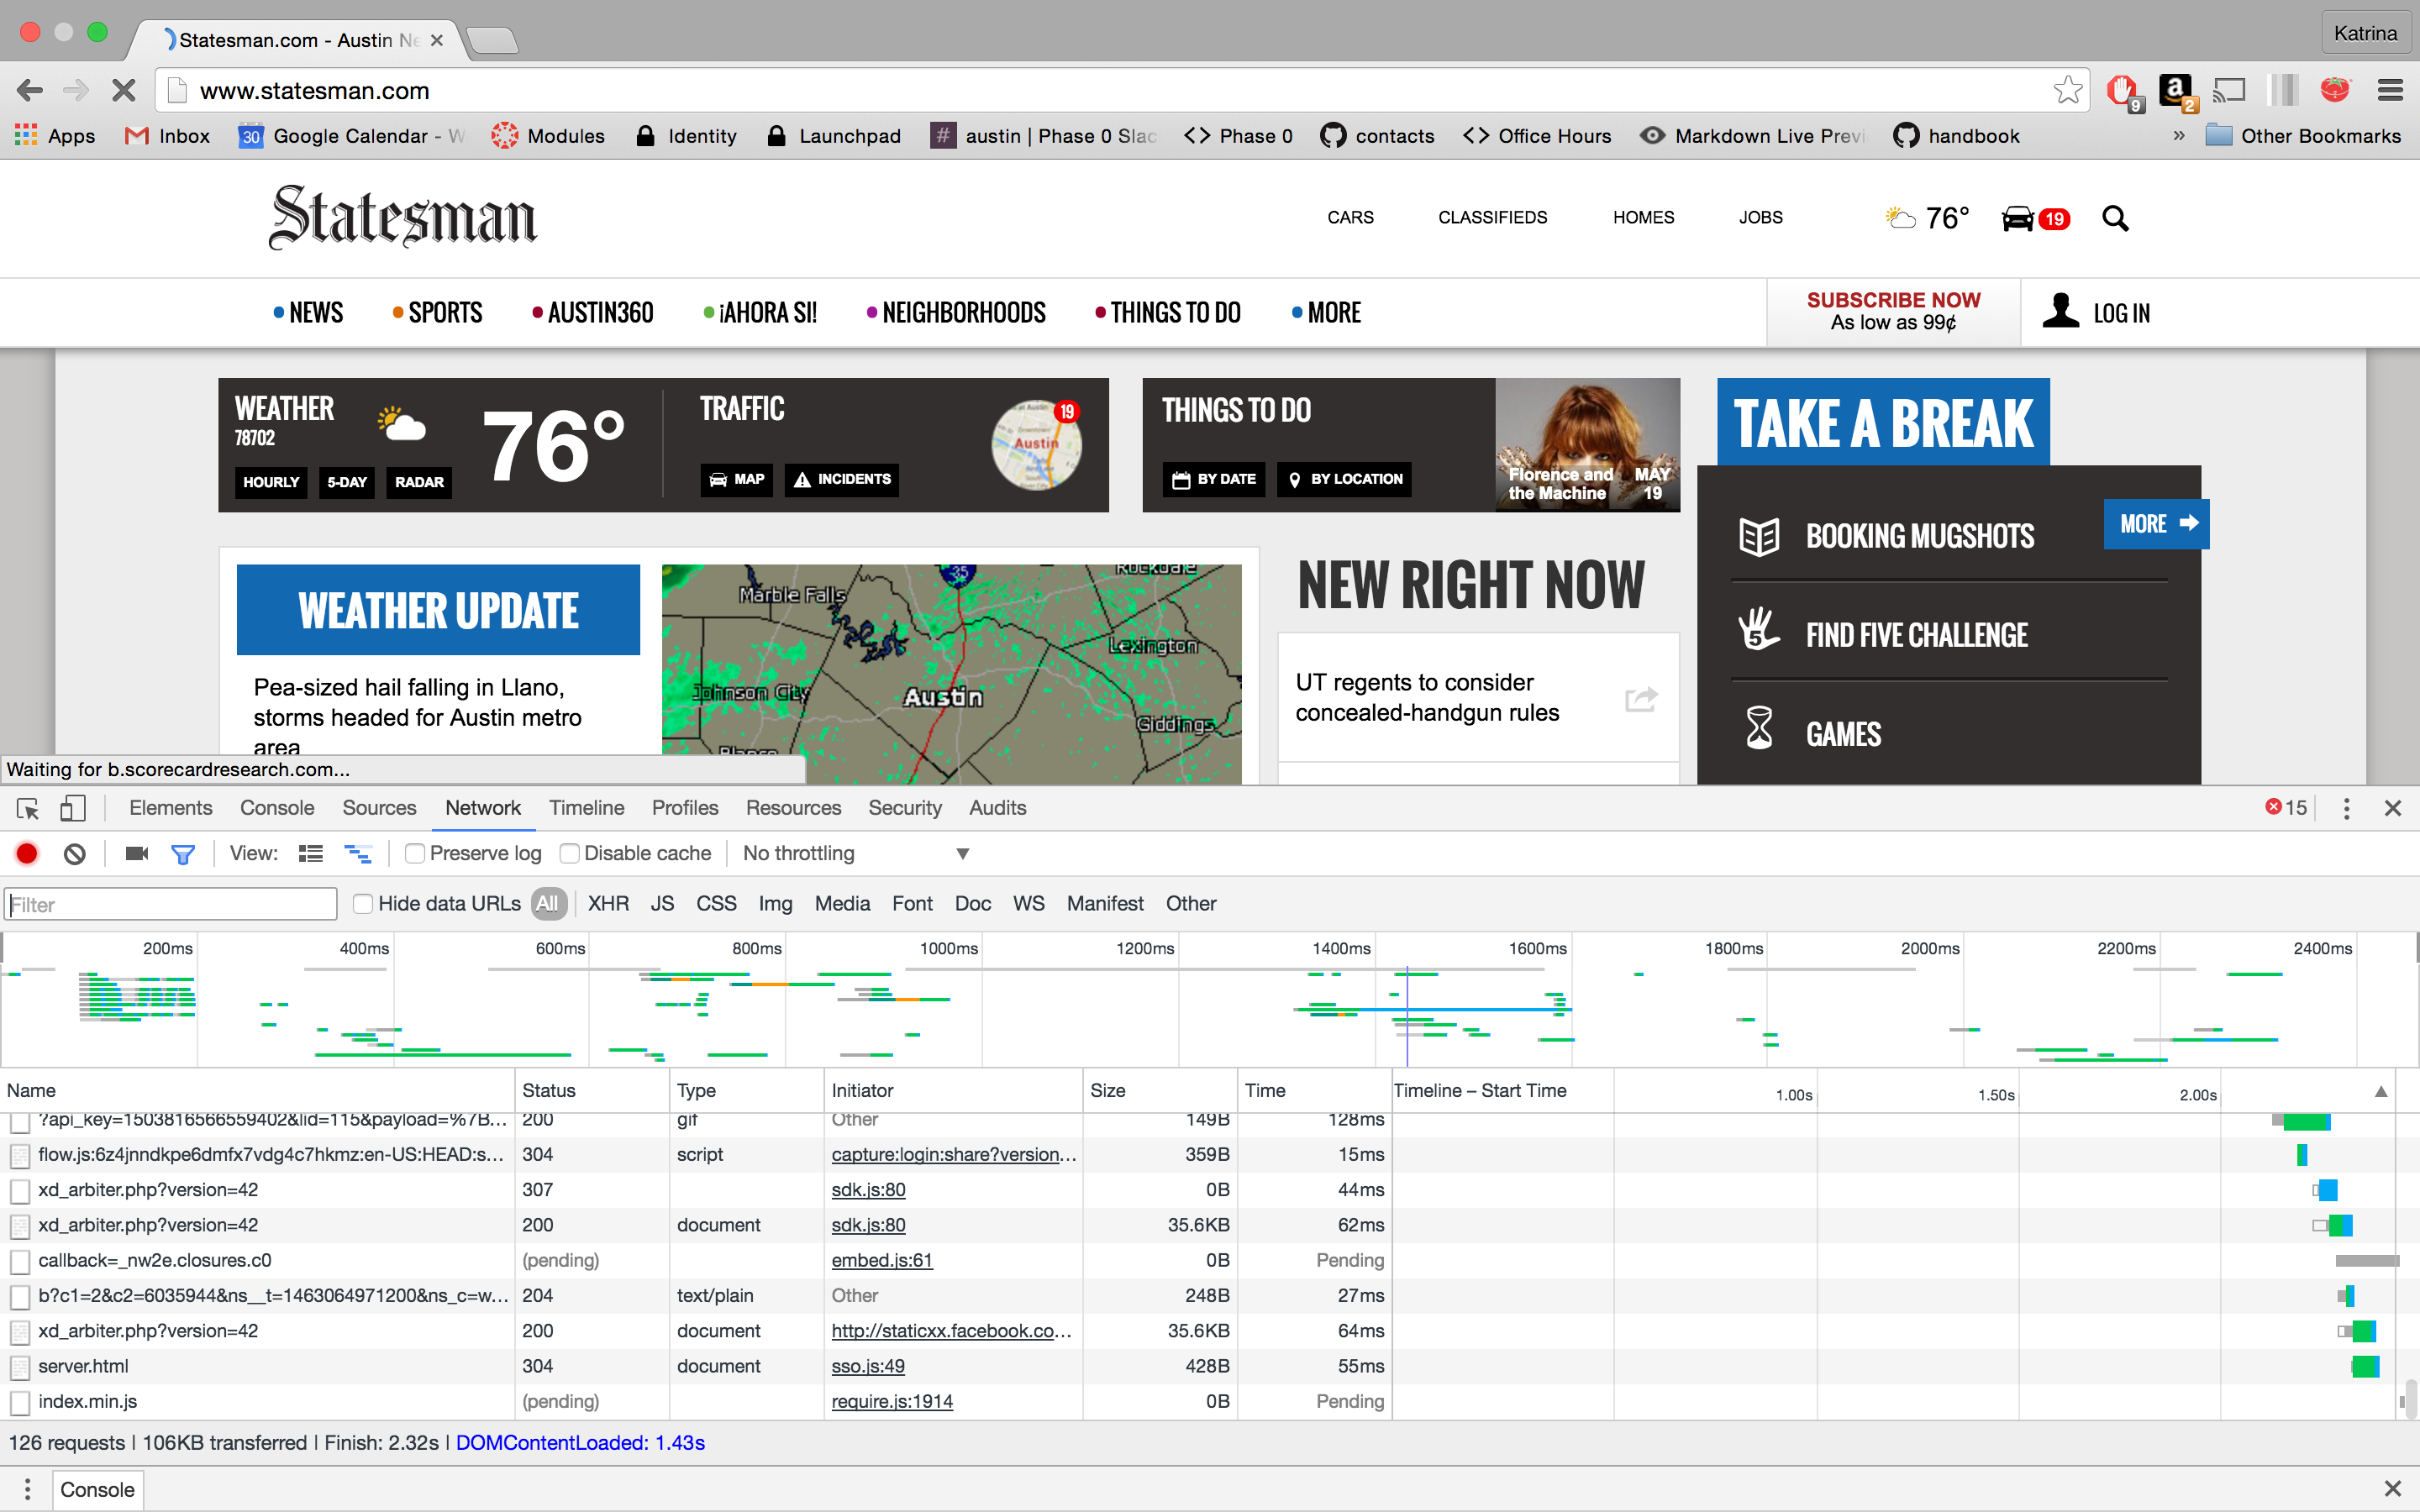 Statesman.com - Austin Ne
Katrina
www.statesman.com
9
a
2
Apps
Inbox
30
Google Calendar - W
Modules
Identity
Launchpad
#
austin | Phase 0 Slac
Phase 0
contacts
Office Hours
Markdown Live Previ
handbook
»
Other Bookmarks
Statesman
CARS
CLASSIFIEDS
HOMES
JOBS
76°
19
NEWS
SPORTS
AUSTIN360
¡AHORA SI!
NEIGHBORHOODS
THINGS TO DO
MORE
SUBSCRIBE NOW
As low as 99¢
LOG IN
WEATHER
78702
76°
HOURLY
5-DAY
RADAR
TRAFFIC
MAP
INCIDENTS
19
Austin
THINGS TO DO
BY DATE
BY LOCATION
Florence and
the Machine
MAY
19
TAKE A BREAK
BOOKING MUGSHOTS
MORE
5
FIND FIVE CHALLENGE
GAMES
WEATHER UPDATE
Pea-sized hail falling in Llano,
storms headed for Austin metro
area
35
Rockdale
Marble Falls
Lexington
Johnson City
Austin
Giddings
Blanco
NEW RIGHT NOW
UT regents to consider
concealed-handgun rules
Waiting for b.scorecardresearch.com...
Elements
Console
Sources
Network
Timeline
Profiles
Resources
Security
Audits
15
View:
Preserve log
Disable cache
No throttling
Filter
Hide data URLs
All
XHR
JS
CSS
Img
Media
Font
Doc
WS
Manifest
Other
200ms
400ms
600ms
800ms
1000ms
1200ms
1400ms
1600ms
1800ms
2000ms
2200ms
2400ms
Name
Status
Type
Initiator
Size
Time
Timeline – Start Time
1.00s
1.50s
2.00s
?api_key=1503816566559402&lid=115&payload=%7B... 200 gif Other 149B 128ms
flow.js:6z4jnndkpe6dmfx7vdg4c7hkmz:en-US:HEAD:s... 304 script capture:login:share?version... 359B 15ms
xd_arbiter.php?version=42 307 sdk.js:80 0B 44ms
xd_arbiter.php?version=42 200 document sdk.js:80 35.6KB 62ms
callback=_nw2e.closures.c0 (pending) embed.js:61 0B Pending
b?c1=2&c2=6035944&ns__t=1463064971200&ns_c=w... 204 text/plain Other 248B 27ms
xd_arbiter.php?version=42 200 document http://staticxx.facebook.co... 35.6KB 64ms
server.html 304 document sso.js:49 428B 55ms
index.min.js (pending) require.js:1914 0B Pending
126 requests | 106KB transferred | Finish: 2.32s | DOMContentLoaded: 1.43s
Console